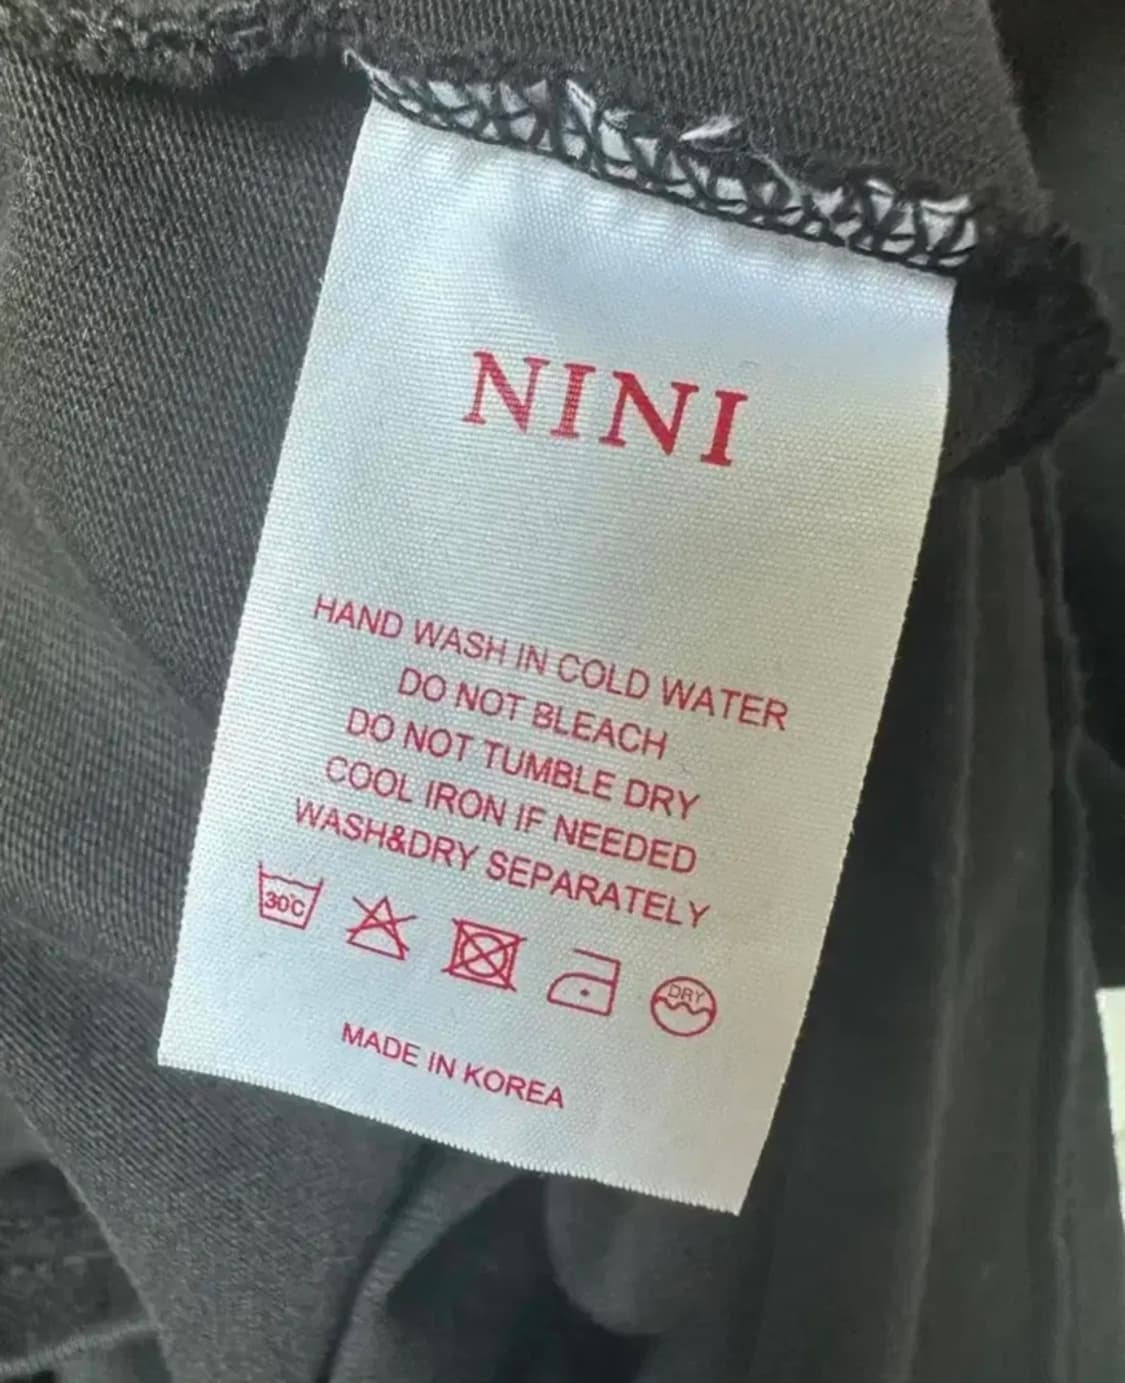 NINI
HAND WASH IN COLD WATER
DO NOT BLEACH
DO NOT TUMBLE DRY
COOL IRON IF NEEDED
WASH&DRY SEPARATELY
30°C DRY
MADE IN KOREA